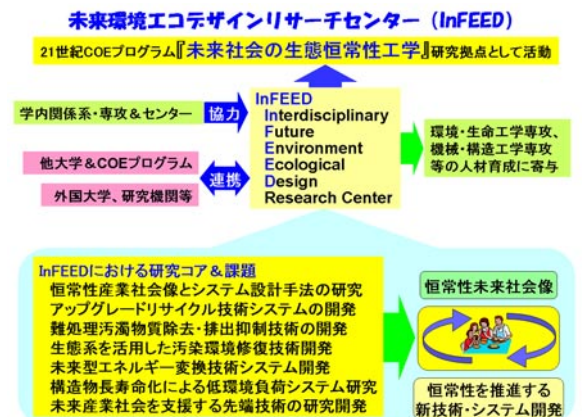 未来環境エコデザインリサーチセンター（InFEED）
21世紀COEプログラム『未来社会の生態恒常性工学』研究拠点として活動
学内関係系・専攻&センター
協力
他大学&COEプログラム
連携
外国大学、研究機関等
InFEED
Interdisciplinary
Future
Environment
Ecological
Design
Research Center
環境・生命工学専攻、
機械・構造工学専攻
等の人材育成に寄与
InFEEDにおける研究コア&課題
恒常性産業社会像とシステム設計手法の研究
アップグレードリサイクル技術システムの開発
難処理汚濁物質除去・排出抑制技術の開発
生態系を活用した汚染環境修復技術開発
未来型エネルギー変換技術システム開発
構造物長寿命化による低環境負荷システム研究
未来産業社会を支援する先端技術の研究開発
恒常性未来社会像
恒常性を推進する
新技術・システム開発